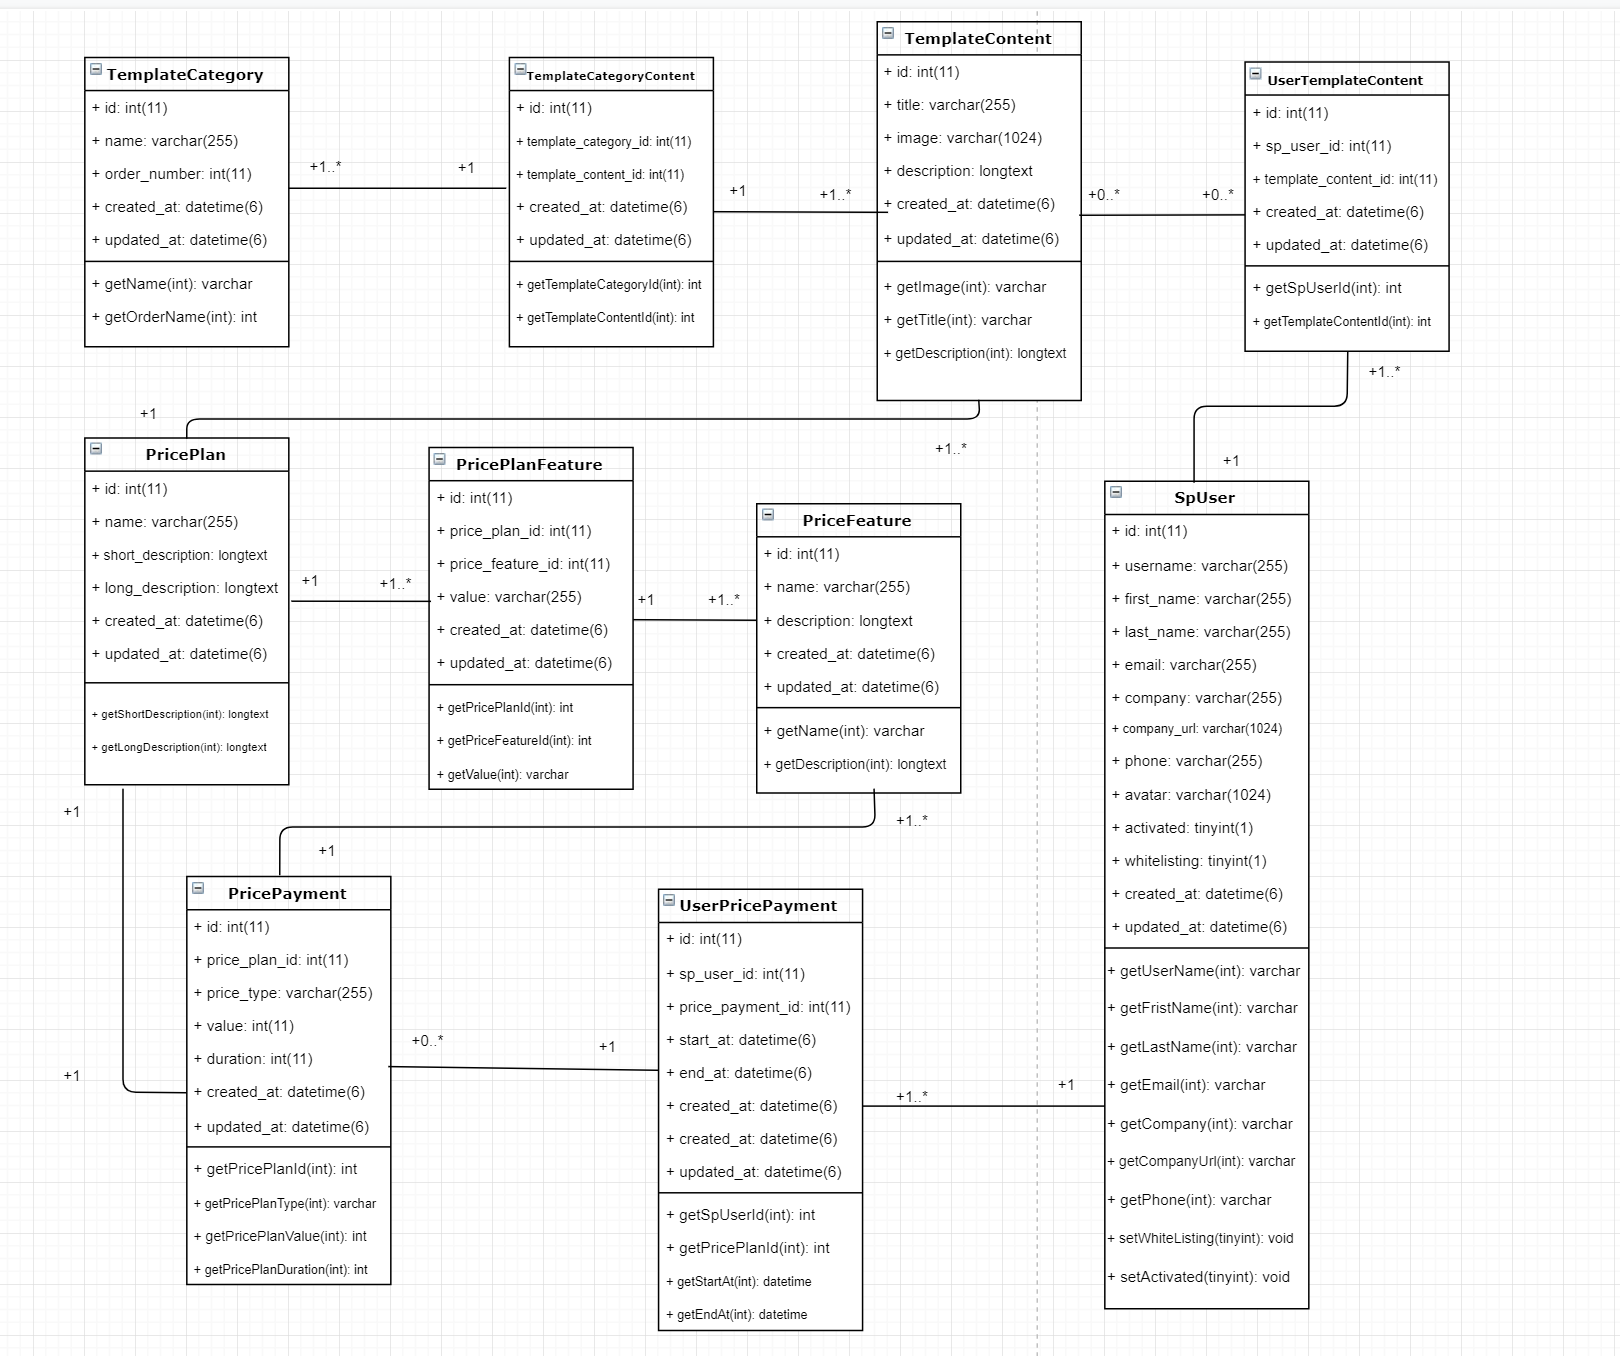 TemplateCategory
+ id: int(11)
+ name: varchar(255)
+ order_number: int(11)
+ created_at: datetime(6)
+ updated_at: datetime(6)
+ getName(int): varchar
+ getOrderName(int): int
+1..*
+1
TemplateCategoryContent
+ id: int(11)
+ template_category_id: int(11)
+ template_content_id: int(11)
+ created_at: datetime(6)
+ updated_at: datetime(6)
+ getTemplateCategoryId(int): int
+ getTemplateContentId(int): int
+1
+1..*
TemplateContent
+ id: int(11)
+ title: varchar(255)
+ image: varchar(1024)
+ description: longtext
+ created_at: datetime(6)
+ updated_at: datetime(6)
+ getImage(int): varchar
+ getTitle(int): varchar
+ getDescription(int): longtext
+0..*
+0..*
UserTemplateContent
+ id: int(11)
+ sp_user_id: int(11)
+ template_content_id: int(11)
+ created_at: datetime(6)
+ updated_at: datetime(6)
+ getSpUserId(int): int
+ getTemplateContentId(int): int
+1..*
+1
+1
+1..*
PricePlan
+ id: int(11)
+ name: varchar(255)
+ short_description: longtext
+ long_description: longtext
+ created_at: datetime(6)
+ updated_at: datetime(6)
+ getShortDescription(int): longtext
+ getLongDescription(int): longtext
+1
+1..*
PricePlanFeature
+ id: int(11)
+ price_plan_id: int(11)
+ price_feature_id: int(11)
+ value: varchar(255)
+ created_at: datetime(6)
+ updated_at: datetime(6)
+ getPricePlanId(int): int
+ getPriceFeatureId(int): int
+ getValue(int): varchar
+1
+1..*
PriceFeature
+ id: int(11)
+ name: varchar(255)
+ description: longtext
+ created_at: datetime(6)
+ updated_at: datetime(6)
+ getName(int): varchar
+ getDescription(int): longtext
SpUser
+ id: int(11)
+ username: varchar(255)
+ first_name: varchar(255)
+ last_name: varchar(255)
+ email: varchar(255)
+ company: varchar(255)
+ company_url: varchar(1024)
+ phone: varchar(255)
+ avatar: varchar(1024)
+ activated: tinyint(1)
+ whitelisting: tinyint(1)
+ created_at: datetime(6)
+ updated_at: datetime(6)
+ getUserName(int): varchar
+ getFristName(int): varchar
+ getLastName(int): varchar
+ getEmail(int): varchar
+ getCompany(int): varchar
+ getCompanyUrl(int): varchar
+ getPhone(int): varchar
+ setWhiteListing(tinyint): void
+ setActivated(tinyint): void
+1
+1..*
+1
+1
PricePayment
+ id: int(11)
+ price_plan_id: int(11)
+ price_type: varchar(255)
+ value: int(11)
+ duration: int(11)
+ created_at: datetime(6)
+ updated_at: datetime(6)
+ getPricePlanId(int): int
+ getPricePlanType(int): varchar
+ getPricePlanValue(int): int
+ getPricePlanDuration(int): int
+0..*
+1
UserPricePayment
+ id: int(11)
+ sp_user_id: int(11)
+ price_payment_id: int(11)
+ start_at: datetime(6)
+ end_at: datetime(6)
+ created_at: datetime(6)
+ created_at: datetime(6)
+ updated_at: datetime(6)
+ getSpUserId(int): int
+ getPricePlanId(int): int
+ getStartAt(int): datetime
+ getEndAt(int): datetime
+1..*
+1